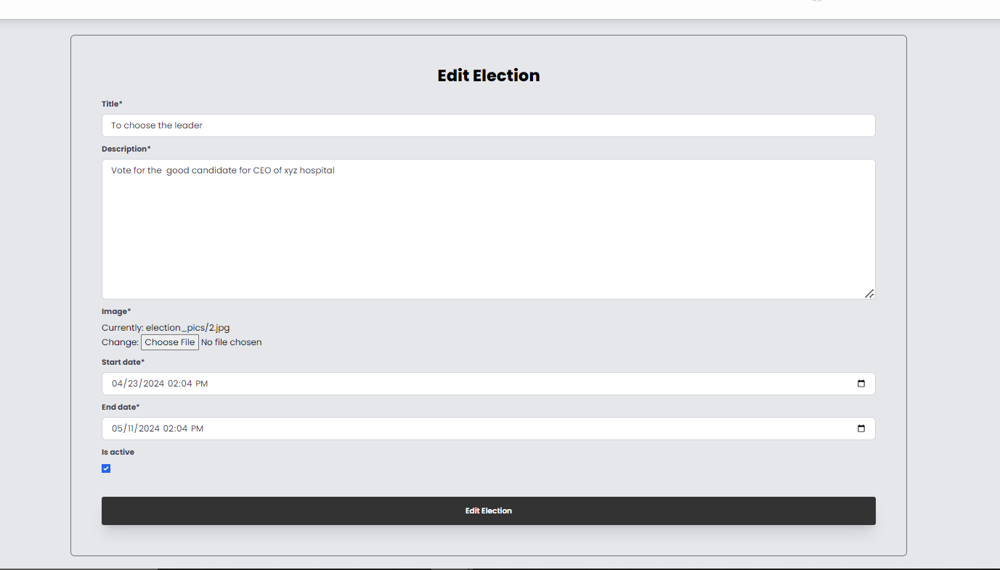 Edit Election
Title*
To choose the leader
Description*
Vote for the  good candidate for CEO of xyz hospital
Image*
Currently: election_pics/2.jpg
Change: Choose File No file chosen
Start date*
04/23/2024 02:04 PM
End date*
05/11/2024 02:04 PM
Is active
Edit Election